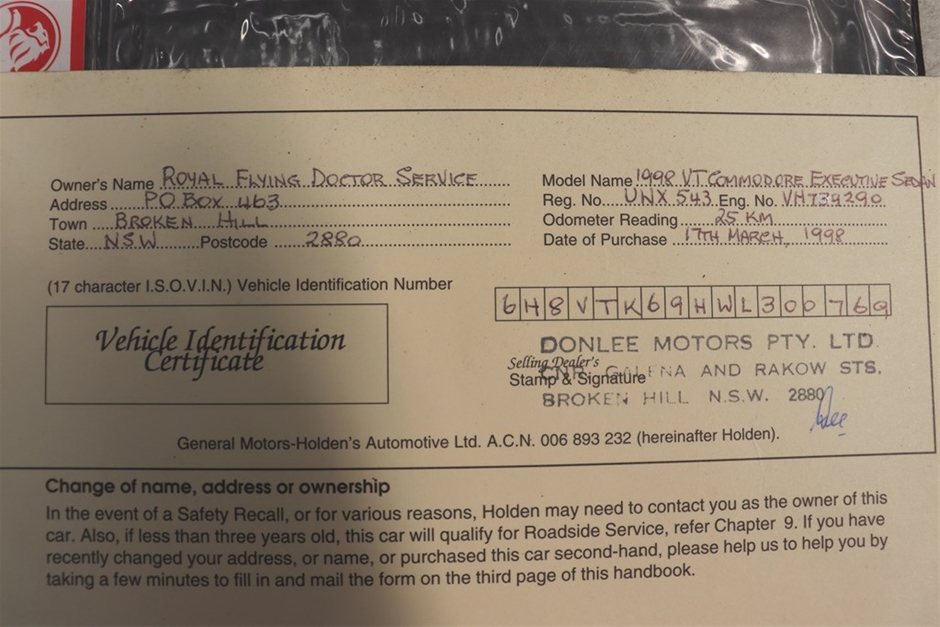 Owner's Name ROYAL FLYING DOCTOR SERVICE
Address PO BOX 463
Town BROKEN HILL
State N.S.W Postcode 2880
Model Name 1998 VT COMMODORE EXECUTIVE SEDAN
Reg. No. UNX 543 Eng. No. VHT34290
Odometer Reading 25 KM
Date of Purchase 17TH MARCH, 1998
(17 character I.S.O.V.I.N.) Vehicle Identification Number
6H8VTK69HWL300769
Vehicle Identification
Certificate
DONLEE MOTORS PTY. LTD.
Selling Dealer's
CNR. GALENA AND RAKOW STS.
Stamp & Signature
BROKEN HILL N.S.W. 2880
General Motors-Holden's Automotive Ltd. A.C.N. 006 893 232 (hereinafter Holden).
Change of name, address or ownership
In the event of a Safety Recall, or for various reasons, Holden may need to contact you as the owner of this
car. Also, if less than three years old, this car will qualify for Roadside Service, refer Chapter 9. If you have
recently changed your address, or name, or purchased this car second-hand, please help us to help you by
taking a few minutes to fill in and mail the form on the third page of this handbook.